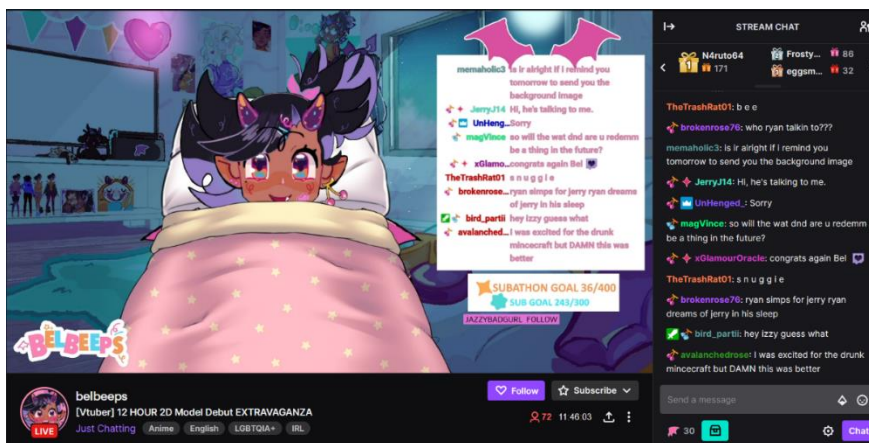 memaholic3 is ir alright if i remind you
tomorrow to send you the
background image
JerryJ14 Hi, he's talking to me.
UnHeng... Sorry
magVince so will the wat dnd are u redemm
be a thing in the future?
xGlamo... congrats again Bel
TheTrashRat01 s n u g g l e
brokenrose... ryan simps for jerry ryan dreams
of jerry in his sleep
bird_partii hey izzy guess what
avalanched... I was excited for the drunk
mincecraft but DAMN this was
better
SUBATHON GOAL 36/400
SUB GOAL 243/300
JAZZYBADGURL FOLLOW
BELBEEPS
LIVE
belbeeps
[Vtuber] 12 HOUR 2D Model Debut EXTRAVAGANZA
Just Chatting Anime English LGBTQIA+ IRL
Follow Subscribe
72 11:46:03
STREAM CHAT
1 N4ruto64 171
Frosty... 86
eggsm... 32
TheTrashRat01: b e e
brokenrose76: who ryan talkin to???
memaholic3: is ir alright if i remind you
tomorrow to send you the background image
JerryJ14: Hi, he's talking to me.
UnHenged_: Sorry
magVince: so will the wat dnd are u redemm
be a thing in the future?
xGlamourOracle: congrats again Bel
TheTrashRat01: s n u g g l e
brokenrose76: ryan simps for jerry ryan
dreams of jerry in his sleep
bird_partii: hey izzy guess what
avalanchedrose: I was excited for the drunk
minecraft but DAMN this was better
Send a message
30
Chat